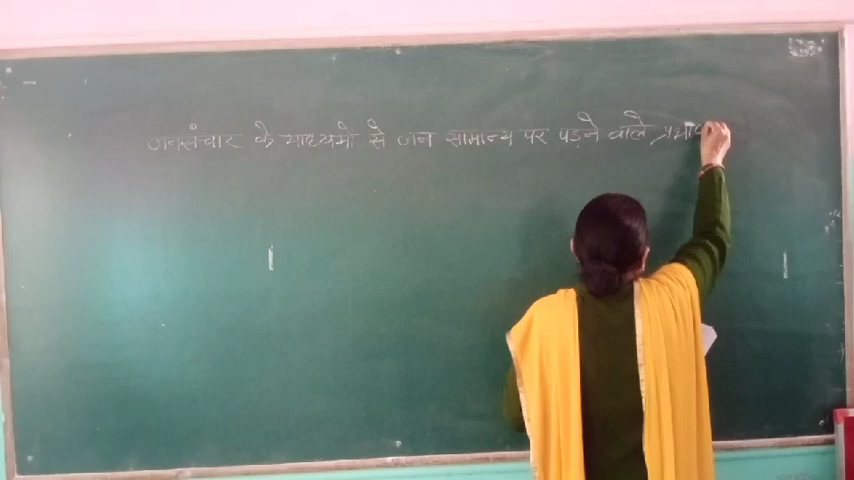 जनसंचार के माध्यमों से जन सामान्य पर पड़ने वाले प्रभाव